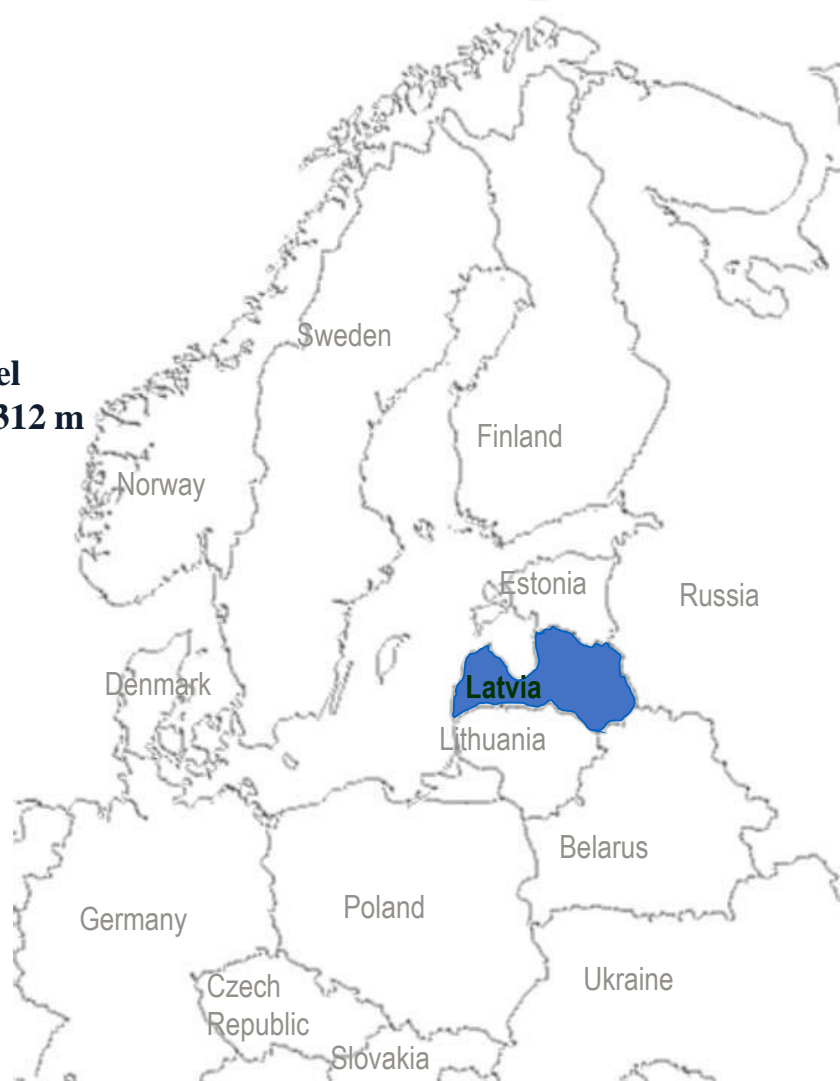 Sweden
el
312 m
Finland
Norway
Estonia
Russia
Denmark
Latvia
Lithuania
Belarus
Poland
Germany
Ukraine
Czech
Republic
Slovakia